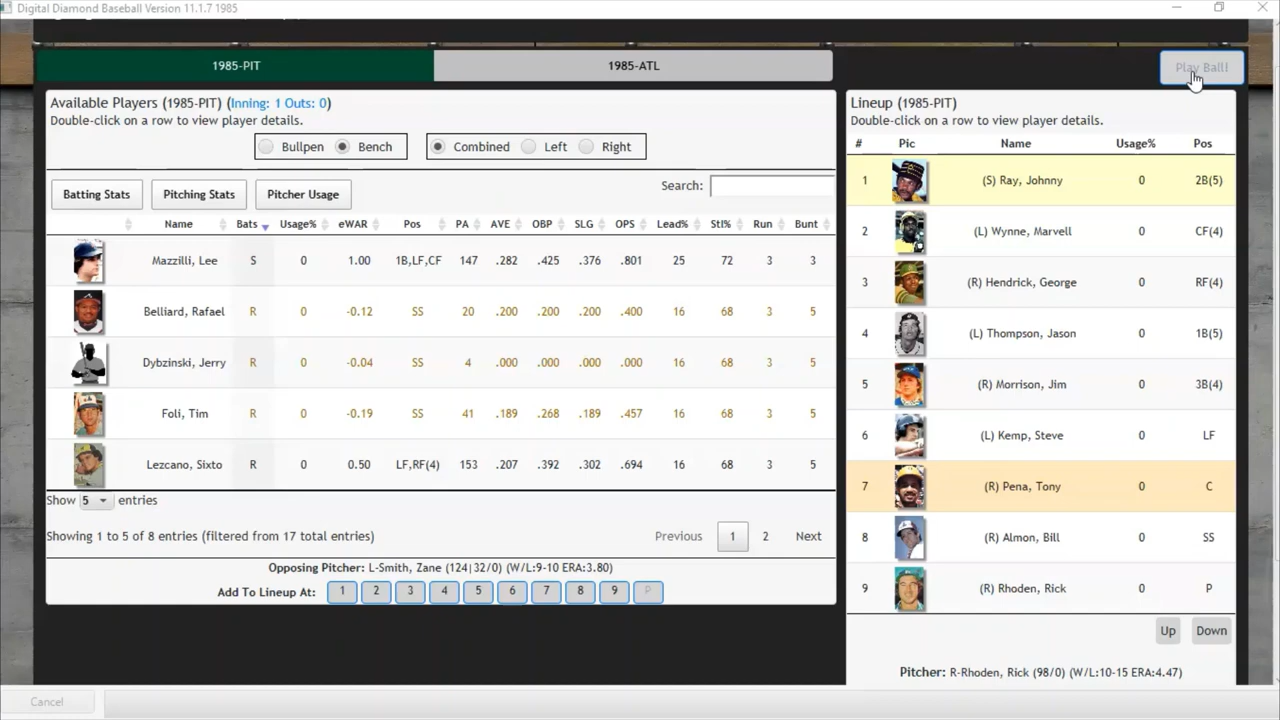 Digital Diamond Baseball Version 11.1.7 1985
1985-PIT 1985-ATL Play Ball!
Available Players (1985-PIT) (Inning: 1 Outs: 0)
Double-click on a row to view player details.
Bullpen Bench Combined Left Right
Batting Stats Pitching Stats Pitcher Usage Search:
Name Bats Usage% eWAR Pos PA AVE OBP SLG OPS Lead% Stl% Run Bunt
Mazzilli, Lee S 0 1.00 1B,LF,CF 147 .282 .425 .376 .801 25 72 3 3
Belliard, Rafael R 0 -0.12 SS 20 .200 .200 .200 .400 16 68 3 5
Dybzinski, Jerry R 0 -0.04 SS 4 .000 .000 .000 .000 16 68 3 5
Foli, Tim R 0 -0.19 SS 41 .189 .268 .189 .457 16 68 3 5
Lezcano, Sixto R 0 0.50 LF,RF(4) 153 .207 .392 .302 .694 16 68 3 5
Show 5 entries
Showing 1 to 5 of 8 entries (filtered from 17 total entries) Previous 1 2 Next
Opposing Pitcher: L-Smith, Zane (124|32/0) (W/L:9-10 ERA:3.80)
Add To Lineup At: 1 2 3 4 5 6 7 8 9 P
Lineup (1985-PIT)
Double-click on a row to view player details.
# Pic Name Usage% Pos
1 (S) Ray, Johnny 0 2B(5)
2 (L) Wynne, Marvell 0 CF(4)
3 (R) Hendrick, George 0 RF(4)
4 (L) Thompson, Jason 0 1B(5)
5 (R) Morrison, Jim 0 3B(4)
6 (L) Kemp, Steve 0 LF
7 (R) Pena, Tony 0 C
8 (R) Almon, Bill 0 SS
9 (R) Rhoden, Rick 0 P
Up Down
Pitcher: R-Rhoden, Rick (98/0) (W/L:10-15 ERA:4.47)
Cancel